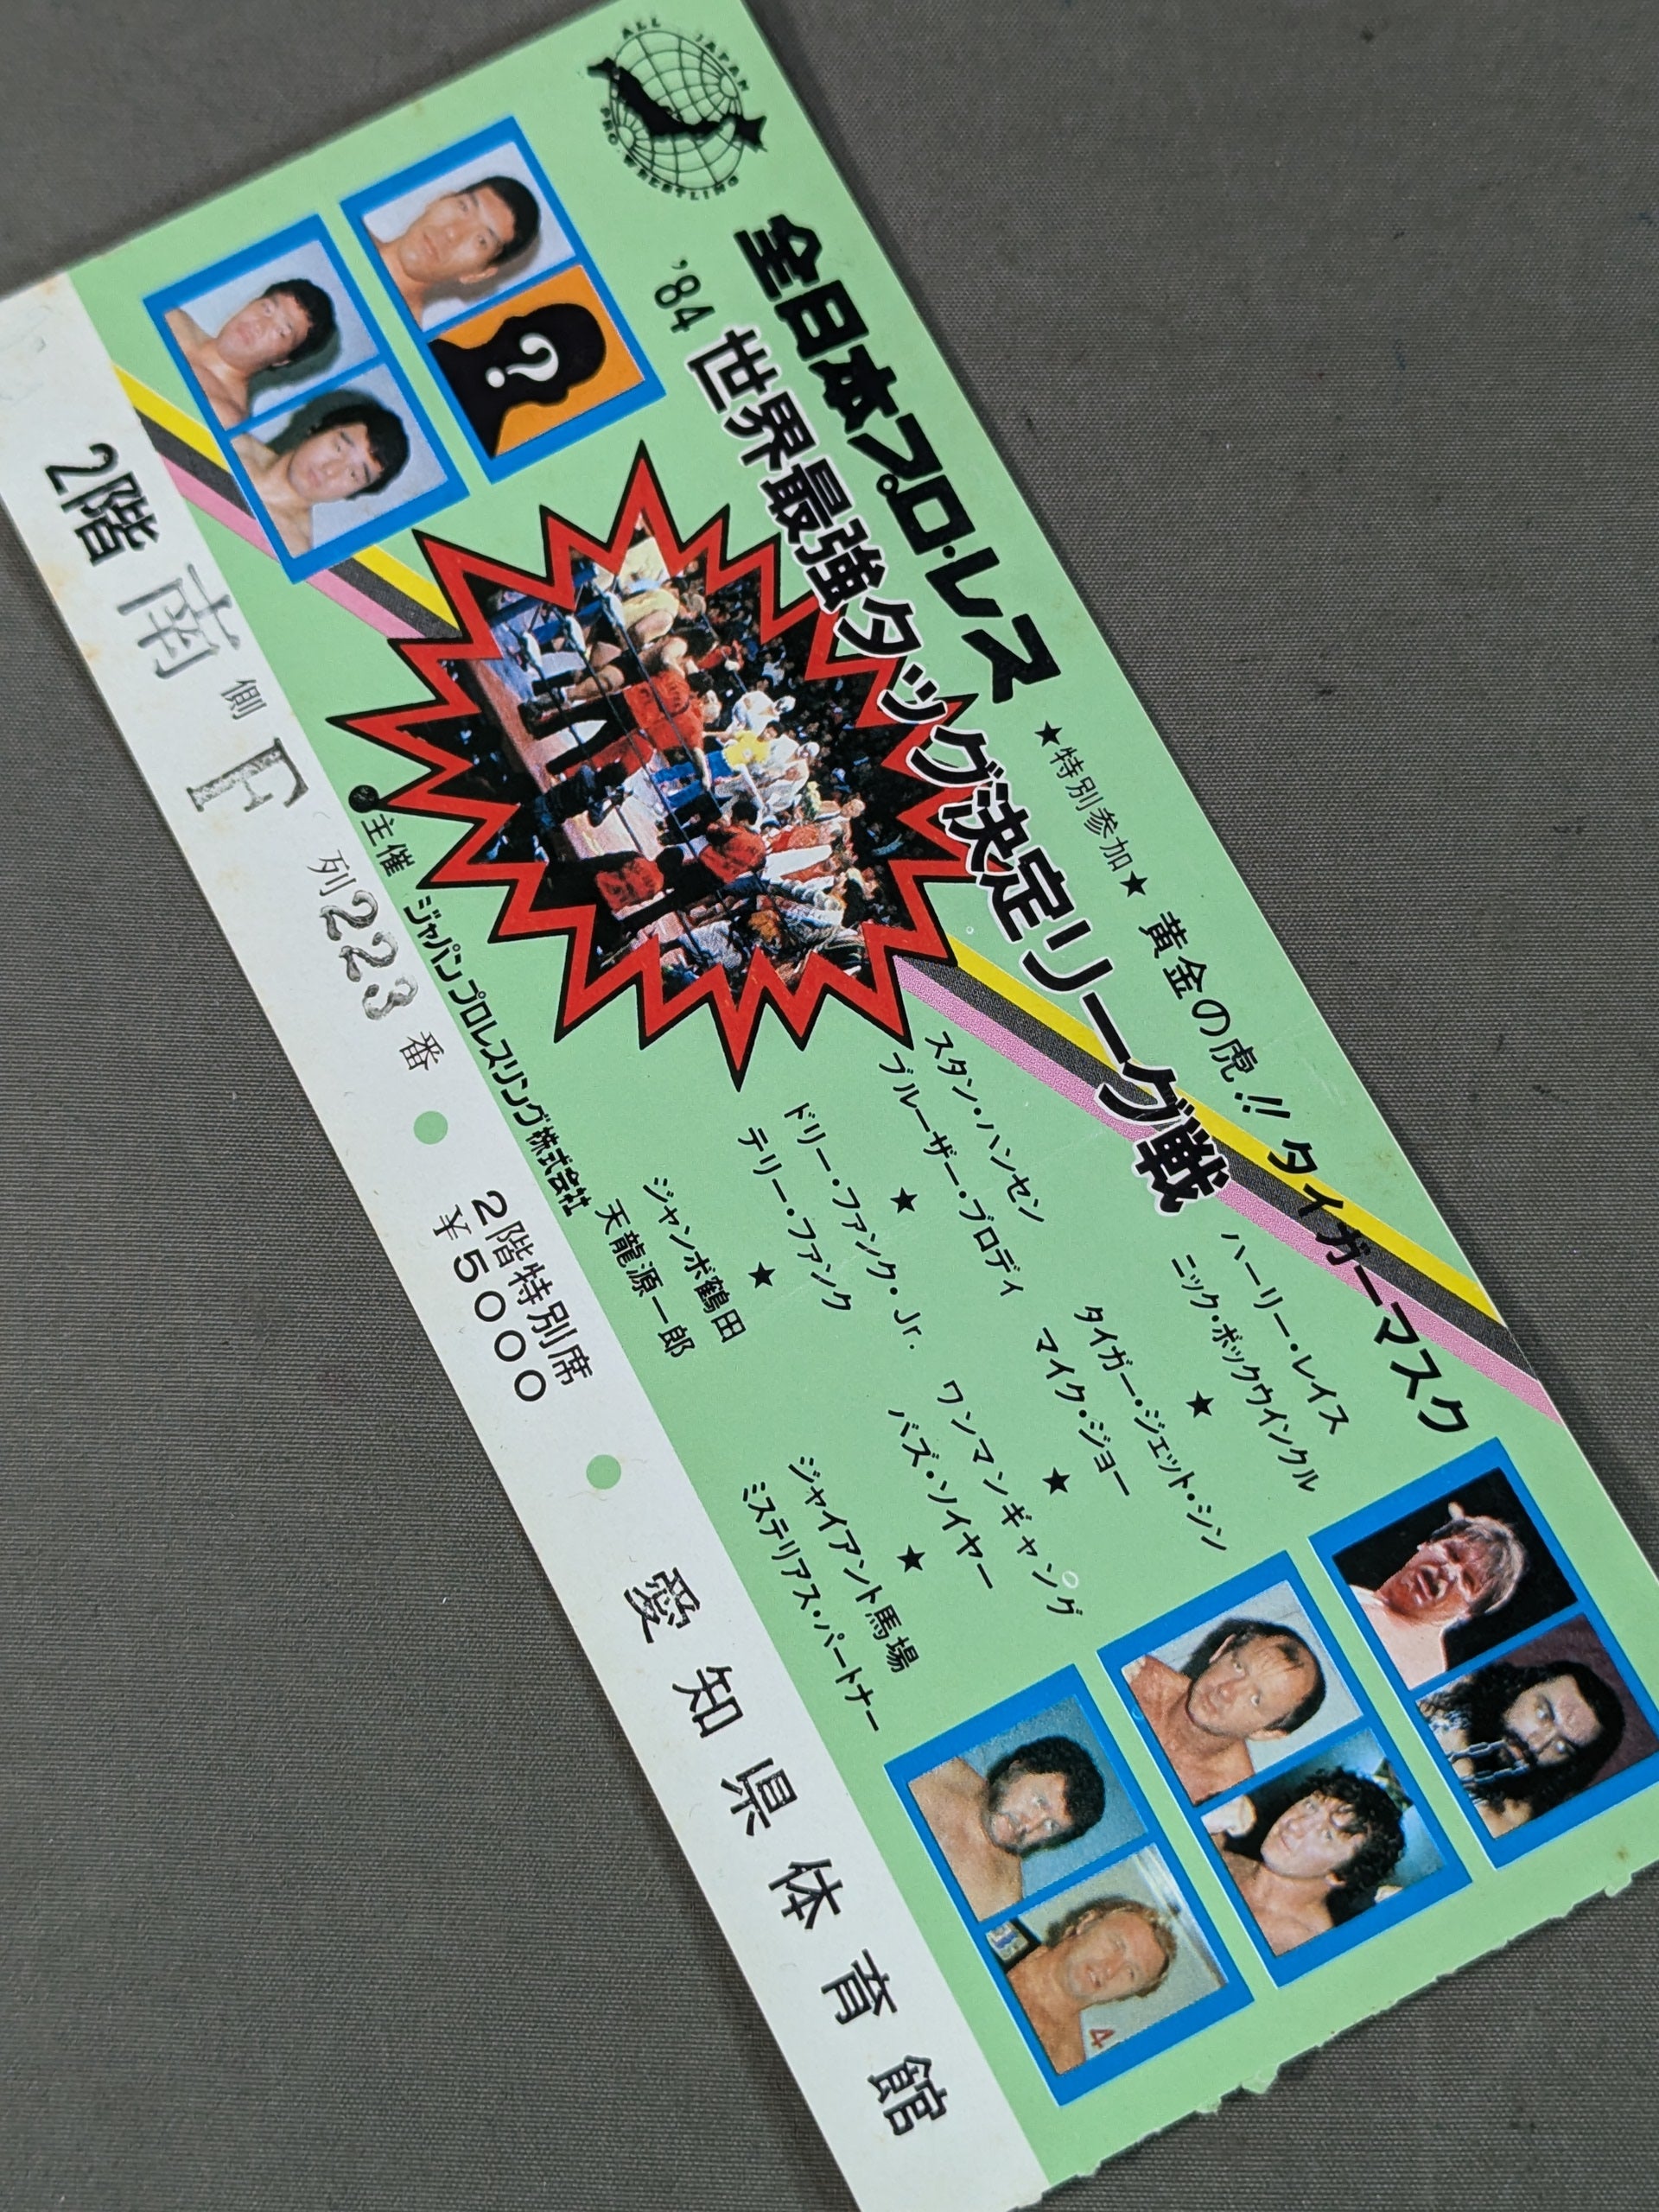 ALL JAPAN PRO-WRESTLING
全日本プロ・レス
'84 世界最強タッグ決定リーグ戦
★特別参加★ 黄金の虎!! タイガーマスク
スタン・ハンセン
ブルーザー・ブロディ
★
ドリー・ファンク・Jr.
テリー・ファンク
★
ジャンボ鶴田
天龍源一郎
ハーリー・レイス
ニック・ボックウインクル
★
タイガー・ジェット・シン
マイク・ジョー
★
ワンマンギャング
バズ・ソイヤー
★
ジャイアント馬場
ミステリアス・パートナー
?
4
主催 ジャパンプロレスリング株式会社
2階 南 側 F 列 223 番
2階特別席
¥5000
愛知県体育館